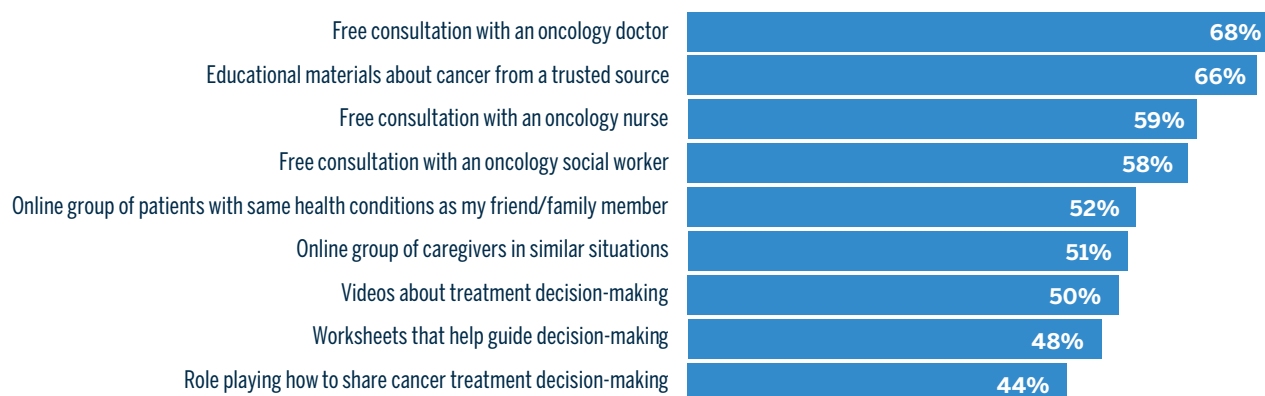 Free consultation with an oncology doctor 68%
Educational materials about cancer from a trusted source 66%
Free consultation with an oncology nurse 59%
Free consultation with an oncology social worker 58%
Online group of patients with same health conditions as my friend/family member 52%
Online group of caregivers in similar situations 51%
Videos about treatment decision-making 50%
Worksheets that help guide decision-making 48%
Role playing how to share cancer treatment decision-making 44%